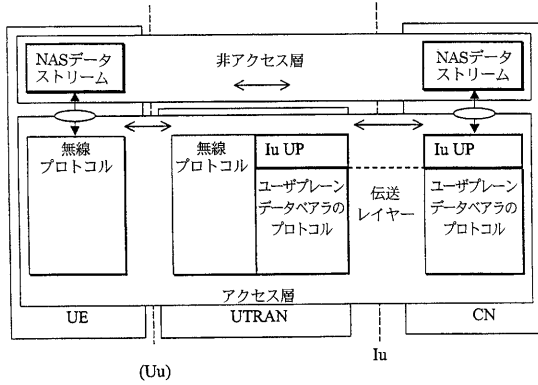 NASデータ
ストリーム
非アクセス層
NASデータ
ストリーム
無線
プロトコル
無線
プロトコル
Iu UP
ユーザプレーン
データベアラの
プロトコル
伝送
レイヤー
Iu UP
ユーザプレーン
データベアラの
プロトコル
アクセス層
UE
UTRAN
CN
(Uu)
Iu